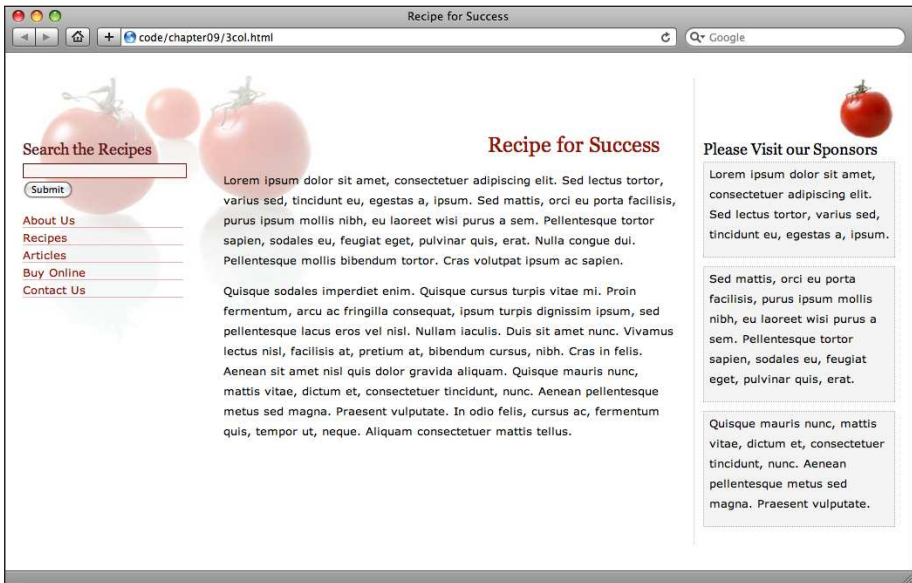 Recipe for Success
code/chapter09/3col.html
Google
Search the Recipes
Submit
About Us
Recipes
Articles
Buy Online
Contact Us
Recipe for Success
Lorem ipsum dolor sit amet, consectetuer adipiscing elit. Sed lectus tortor,
varius sed, tincidunt eu, egestas a, ipsum. Sed mattis, orci eu porta facilisis,
purus ipsum mollis nibh, eu laoreet wisi purus a sem. Pellentesque tortor
sapien, sodales eu, feugiat eget, pulvinar quis, erat. Nulla congue dui.
Pellentesque mollis bibendum tortor. Cras volutpat ipsum ac sapien.
Quisque sodales imperdiet enim. Quisque cursus turpis vitae mi. Proin
fermentum, arcu ac fringilla consequat, ipsum turpis dignissim ipsum, sed
pellentesque lacus eros vel nisl. Nullam iaculis. Duis sit amet nunc. Vivamus
lectus nisl, facilisis at, pretium at, bibendum cursus, nibh. Cras in felis.
Aenean sit amet nisl quis dolor gravida aliquam. Quisque mauris nunc,
mattis vitae, dictum et, consectetuer tincidunt, nunc. Aenean pellentesque
metus sed magna. Praesent vulputate. In odio felis, cursus ac, fermentum
quis, tempor ut, neque. Aliquam consectetuer mattis tellus.
Please Visit our Sponsors
Lorem ipsum dolor sit amet,
consectetuer adipiscing elit.
Sed lectus tortor, varius sed,
tincidunt eu, egestas a, ipsum.
Sed mattis, orci eu porta
facilisis, purus ipsum mollis
nibh, eu laoreet wisi purus a
sem. Pellentesque tortor
sapien, sodales eu, feugiat
eget, pulvinar quis, erat.
Quisque mauris nunc, mattis
vitae, dictum et, consectetuer
tincidunt, nunc. Aenean
pellentesque metus sed
magna. Praesent vulputate.